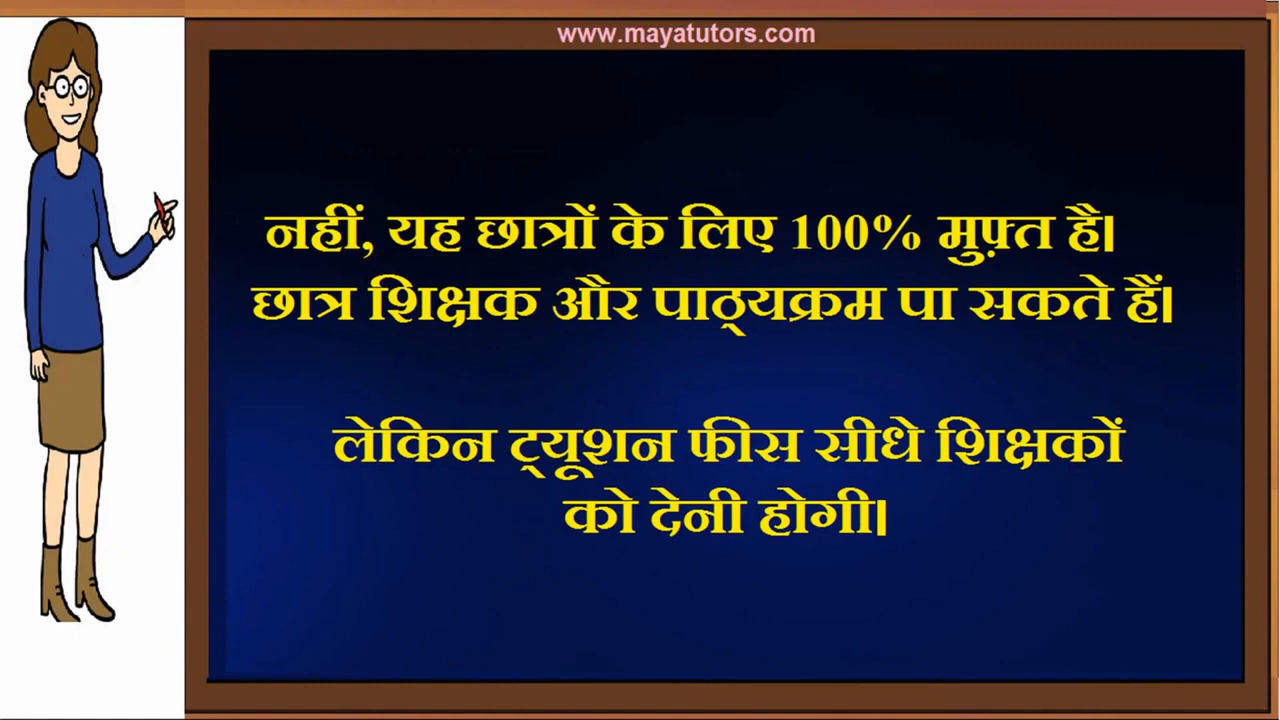 www.mayatutors.com
नहीं, यह छात्रों के लिए 100% मुफ़्त है।
छात्र शिक्षक और पाठ्यक्रम पा सकते हैं।
लेकिन ट्यूशन फीस सीधे शिक्षकों
को देनी होगी।